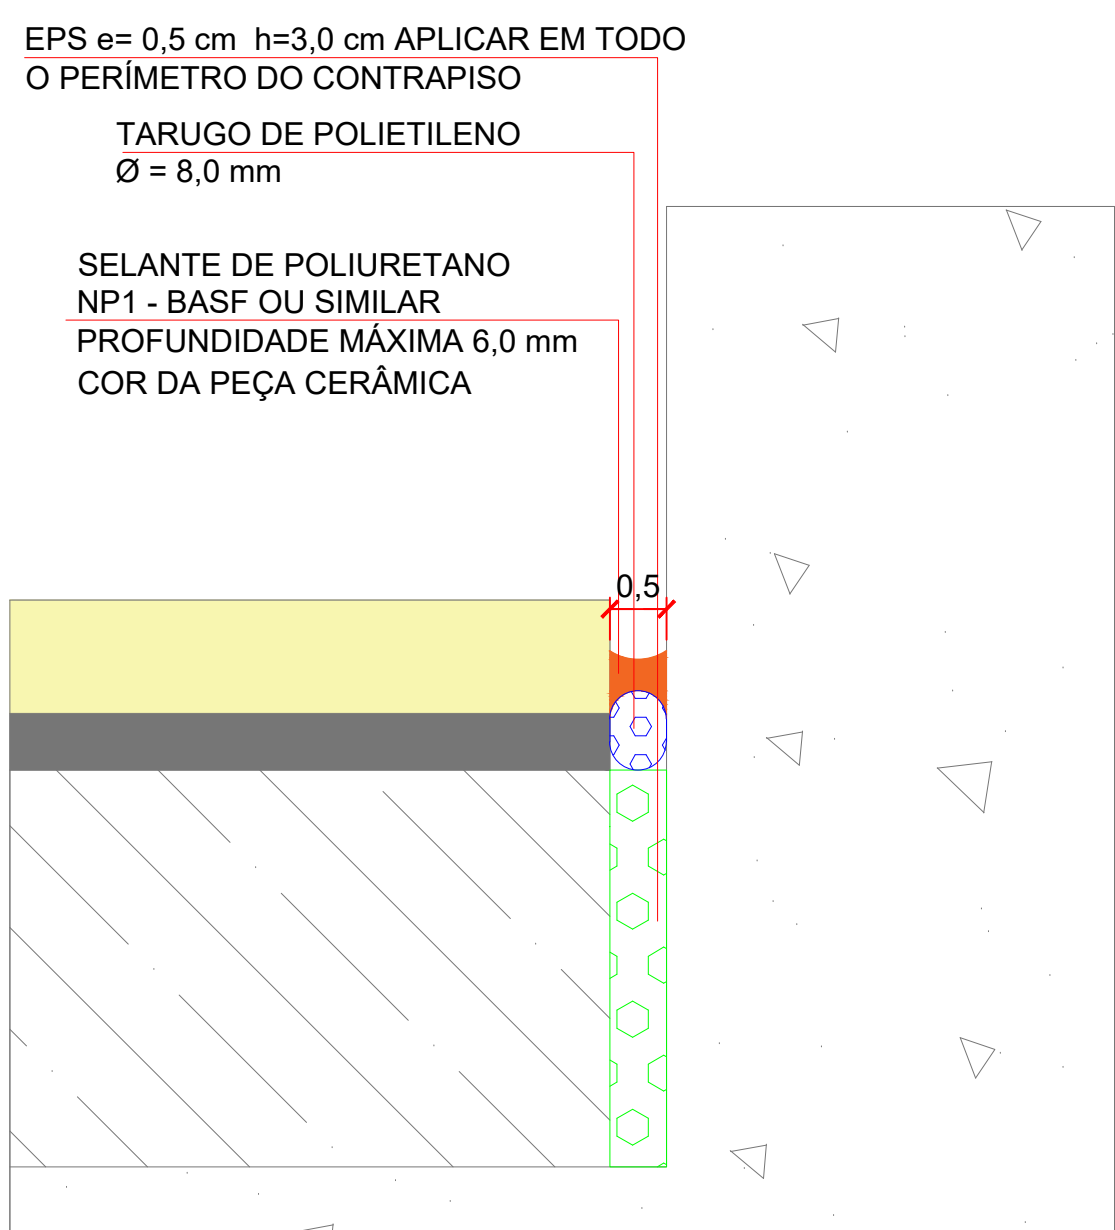 EPS e= 0,5 cm  h=3,0 cm APLICAR EM TODO
O PERÍMETRO DO CONTRAPISO
TARUGO DE POLIETILENO
Ø = 8,0 mm
SELANTE DE POLIURETANO
NP1 - BASF OU SIMILAR
PROFUNDIDADE MÁXIMA 6,0 mm
COR DA PEÇA CERÂMICA
0,5